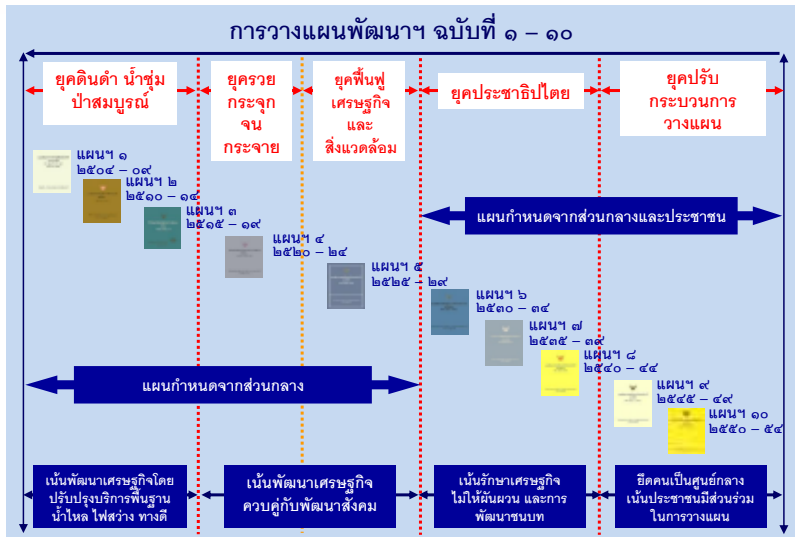 การวางแผนพัฒนาฯ ฉบับที่ ๑ – ๑๐
ยุคดินดำ น้ำชุ่ม
ป่าสมบูรณ์
ยุครวย
กระจุก
จน
กระจาย
ยุคฟื้นฟู
เศรษฐกิจ
และ
สิ่งแวดล้อม
ยุคประชาธิปไตย
ยุคปรับ
กระบวนการ
วางแผน
แผนฯ ๑
๒๕๐๔ – ๐๙
แผนฯ ๒
๒๕๑๐ – ๑๔
แผนฯ ๓
๒๕๑๕ – ๑๙
แผนฯ ๔
๒๕๒๐ – ๒๔
แผนฯ ๕
๒๕๒๕ – ๒๙
แผนฯ ๖
๒๕๓๐ – ๓๔
แผนฯ ๗
๒๕๓๕ – ๓๙
แผนฯ ๘
๒๕๔๐ – ๔๔
แผนฯ ๙
๒๕๔๕ – ๔๙
แผนฯ ๑๐
๒๕๕๐ – ๕๔
แผนกำหนดจากส่วนกลางและประชาชน
แผนกำหนดจากส่วนกลาง
เน้นพัฒนาเศรษฐกิจโดย
ปรับปรุงบริการพื้นฐาน
น้ำไหล ไฟสว่าง ทางดี
เน้นพัฒนาเศรษฐกิจ
ควบคู่กับพัฒนาสังคม
เน้นรักษาเศรษฐกิจ
ไม่ให้ผันผวน และการ
พัฒนาชนบท
ยึดคนเป็นศูนย์กลาง
เน้นประชาชนมีส่วนร่วม
ในการวางแผน